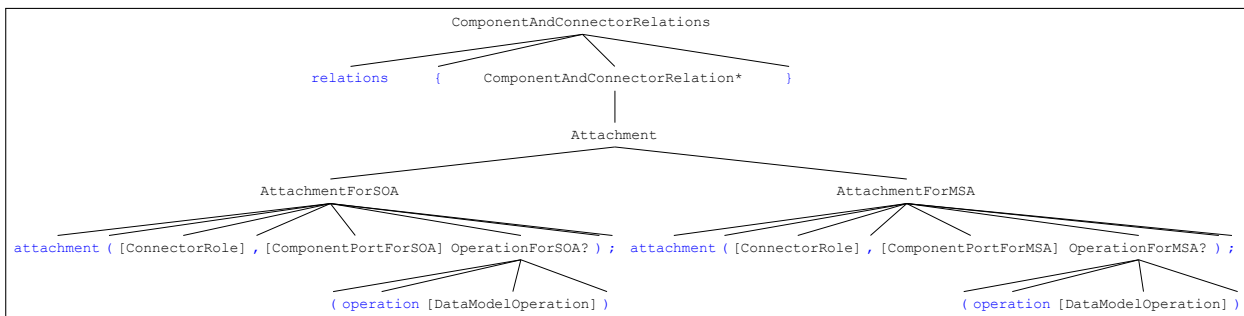 ComponentAndConnectorRelations
relations { ComponentAndConnectorRelation* }
Attachment
AttachmentForSOA AttachmentForMSA
attachment ( [ConnectorRole] , [ComponentPortForSOA] OperationForSOA? ) ; attachment ( [ConnectorRole] , [ComponentPortForMSA] OperationForMSA? ) ;
( operation [DataModelOperation] ) ( operation [DataModelOperation] )